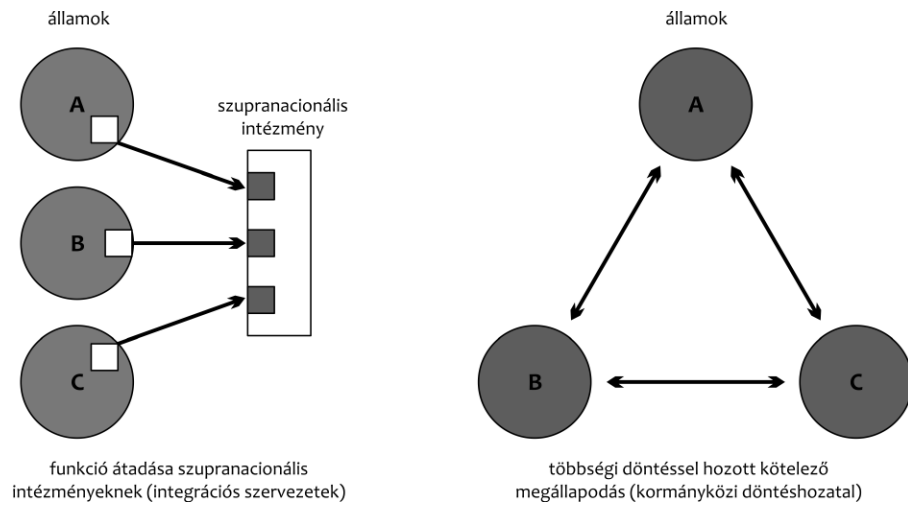 államok
A
szupranacionális
intézmény
B
C
funkció átadása szupranacionális
intézményeknek (integrációs szervezetek)
államok
A
B
C
többségi döntéssel hozott kötelező
megállapodás (kormányközi döntéshozatal)